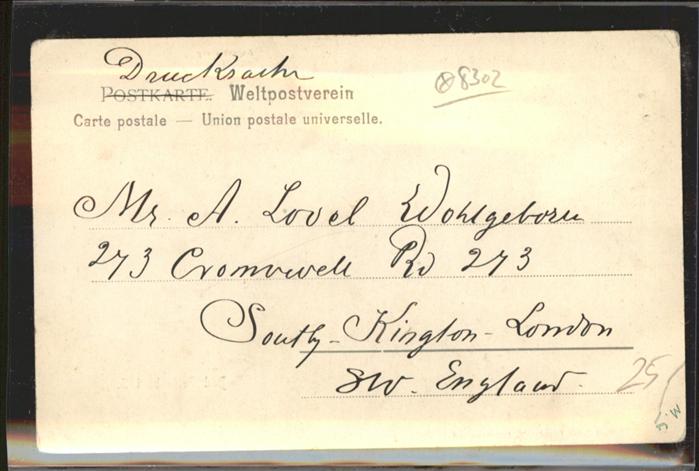 Drucksache
POSTKARTE. Weltpostverein
Carte postale — Union postale universelle.
8302
Mr. A. Lovel Wohlgeboren
273 Cromwell Rd 273
South-Kington-London
SW. England.
25